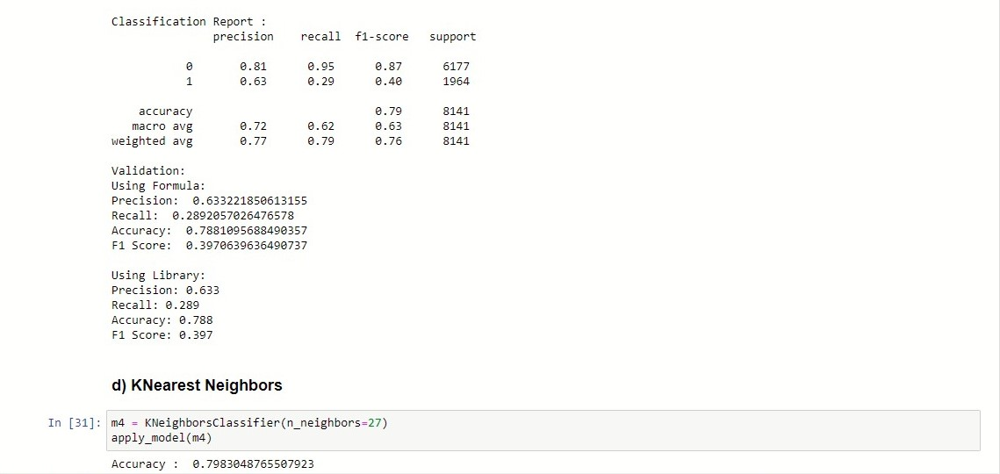 Classification Report :
precision recall f1-score support
0 0.81 0.95 0.87 6177
1 0.63 0.29 0.40 1964
accuracy 0.79 8141
macro avg 0.72 0.62 0.63 8141
weighted avg 0.77 0.79 0.76 8141
Validation:
Using Formula:
Precision: 0.633221850613155
Recall: 0.2892057026476578
Accuracy: 0.7881095688490357
F1 Score: 0.3970639636490737
Using Library:
Precision: 0.633
Recall: 0.289
Accuracy: 0.788
F1 Score: 0.397
d) KNearest Neighbors
In [31]: m4 = KNeighborsClassifier(n_neighbors=27)
apply_model(m4)
Accuracy : 0.7983048765507923